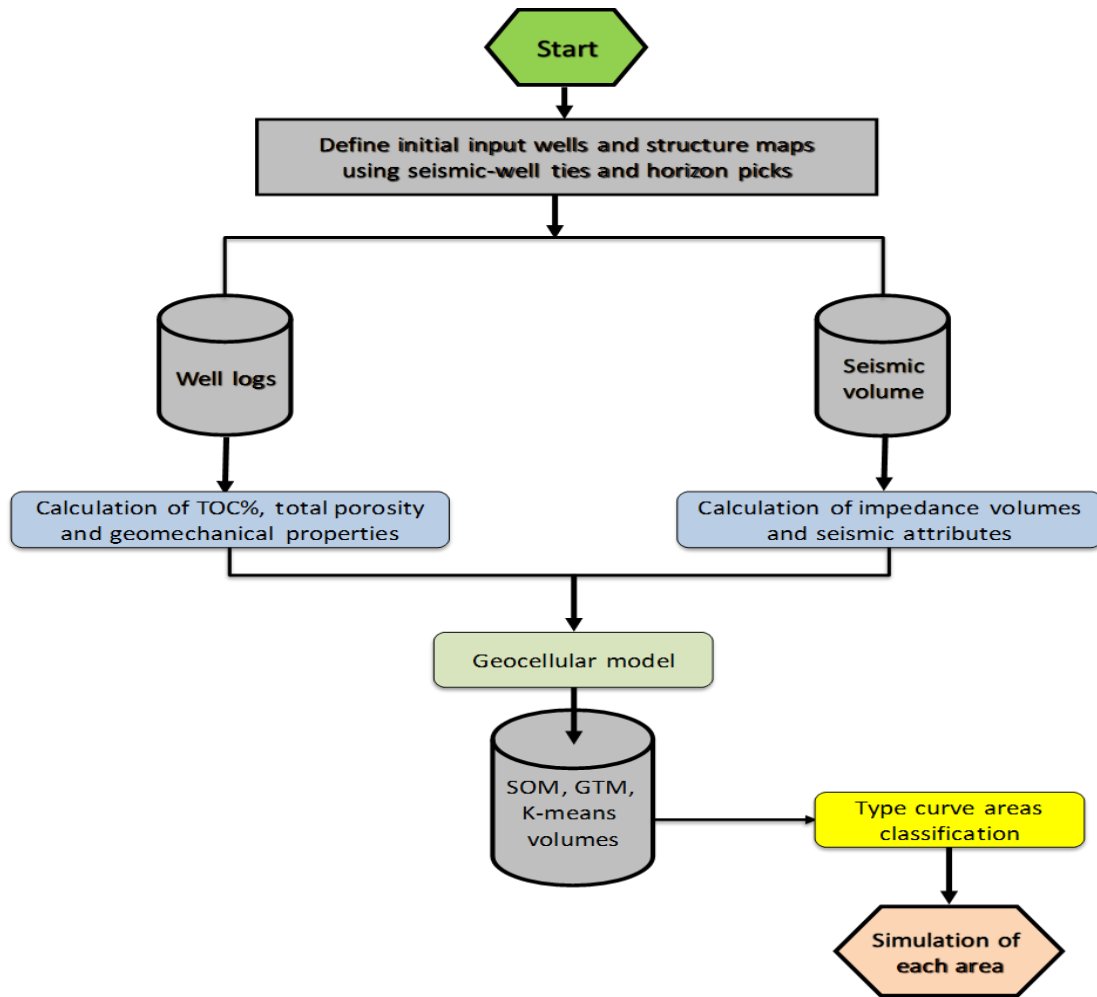 Start
Define initial input wells and structure maps
using seismic-well ties and horizon picks
Well logs
Seismic
volume
Calculation of TOC%, total porosity
and geomechanical properties
Calculation of impedance volumes
and seismic attributes
Geocellular model
SOM, GTM,
K-means
volumes
Type curve areas
classification
Simulation of
each area